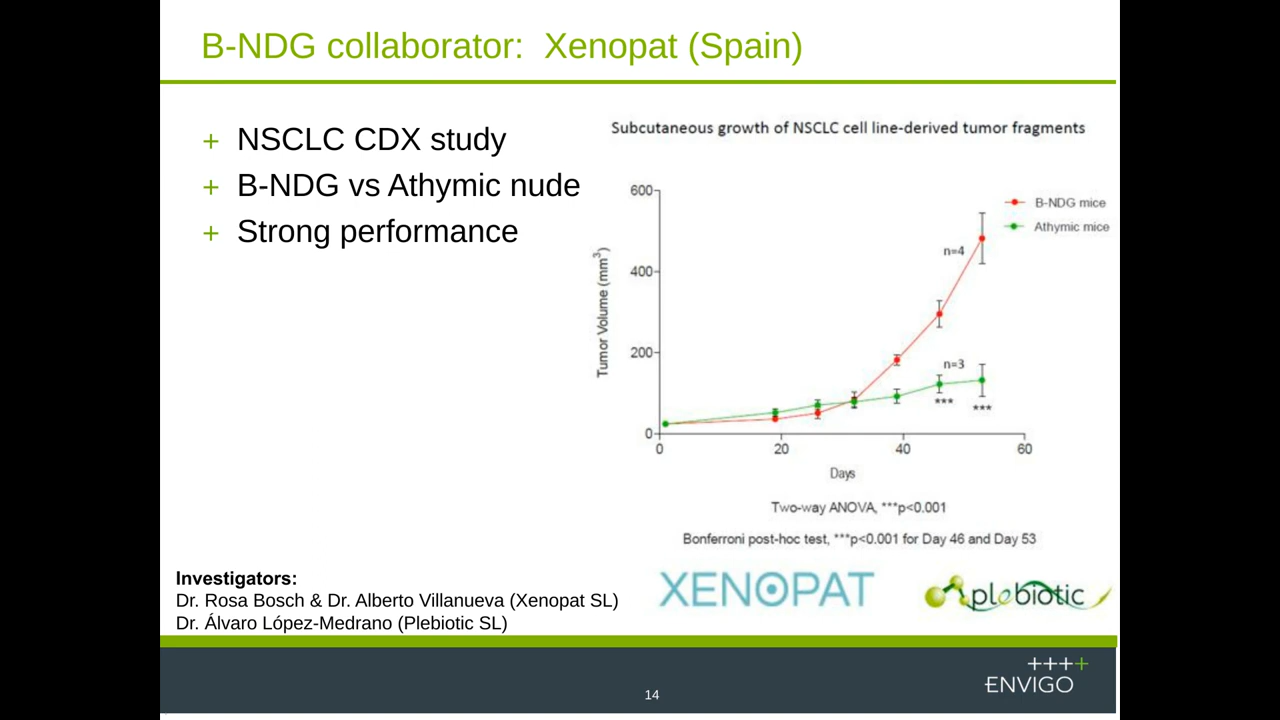 B-NDG collaborator: Xenopat (Spain)
+ NSCLC CDX study
+ B-NDG vs Athymic nude
+ Strong performance
Subcutaneous growth of NSCLC cell line-derived tumor fragments
Tumor Volume (mm³)
600
400
200
0
0
20
40
60
Days
B-NDG mice
Athymic mice
n=4
n=3
***
***
Two-way ANOVA, ***p<0.001
Bonferroni post-hoc test, ***p<0.001 for Day 46 and Day 53
Investigators:
Dr. Rosa Bosch & Dr. Alberto Villanueva (Xenopat SL)
Dr. Álvaro López-Medrano (Plebiotic SL)
XENOPAT
plebiotic
14
++++
ENVIGO